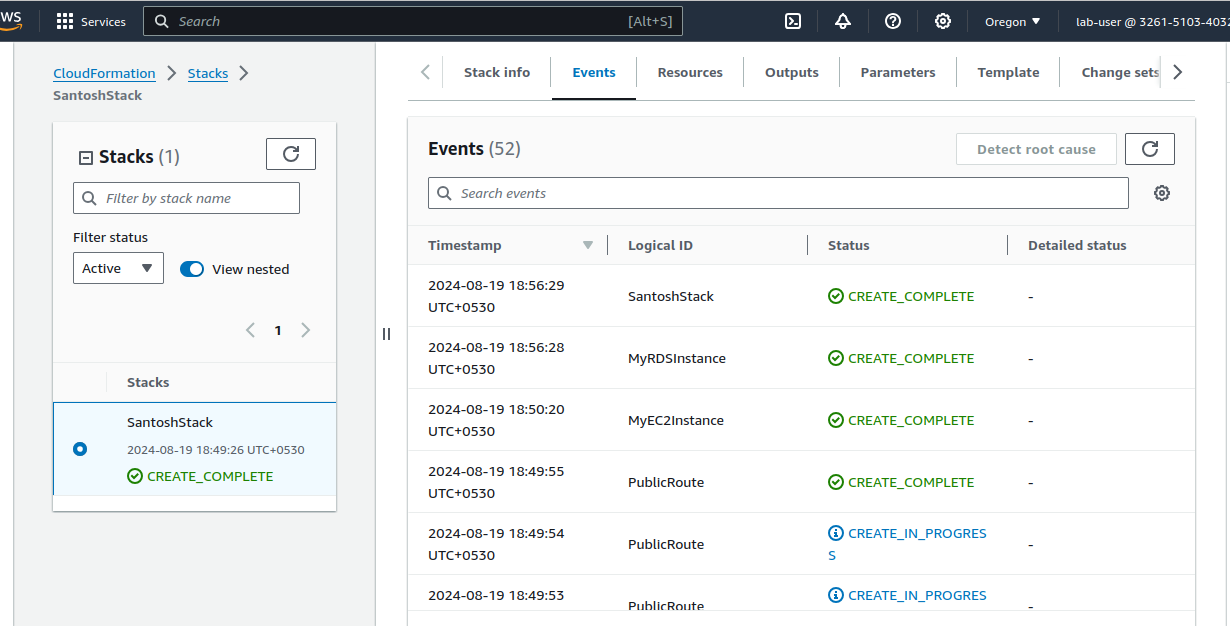 WS
Services
Search
[Alt+S]
Oregon
lab-user @ 3261-5103-4032
CloudFormation
Stacks
SantoshStack
Stacks (1)
Filter by stack name
Filter status
Active
View nested
1
Stacks
SantoshStack
2024-08-19 18:49:26 UTC+0530
CREATE_COMPLETE
Stack info
Events
Resources
Outputs
Parameters
Template
Change sets
Events (52)
Detect root cause
Search events
Timestamp
Logical ID
Status
Detailed status
2024-08-19 18:56:29
UTC+0530
SantoshStack
CREATE_COMPLETE
-
2024-08-19 18:56:28
UTC+0530
MyRDSInstance
CREATE_COMPLETE
-
2024-08-19 18:50:20
UTC+0530
MyEC2Instance
CREATE_COMPLETE
-
2024-08-19 18:49:55
UTC+0530
PublicRoute
CREATE_COMPLETE
-
2024-08-19 18:49:54
UTC+0530
PublicRoute
CREATE_IN_PROGRES
S
-
2024-08-19 18:49:53
PublicRoute
CREATE_IN_PROGRES
-